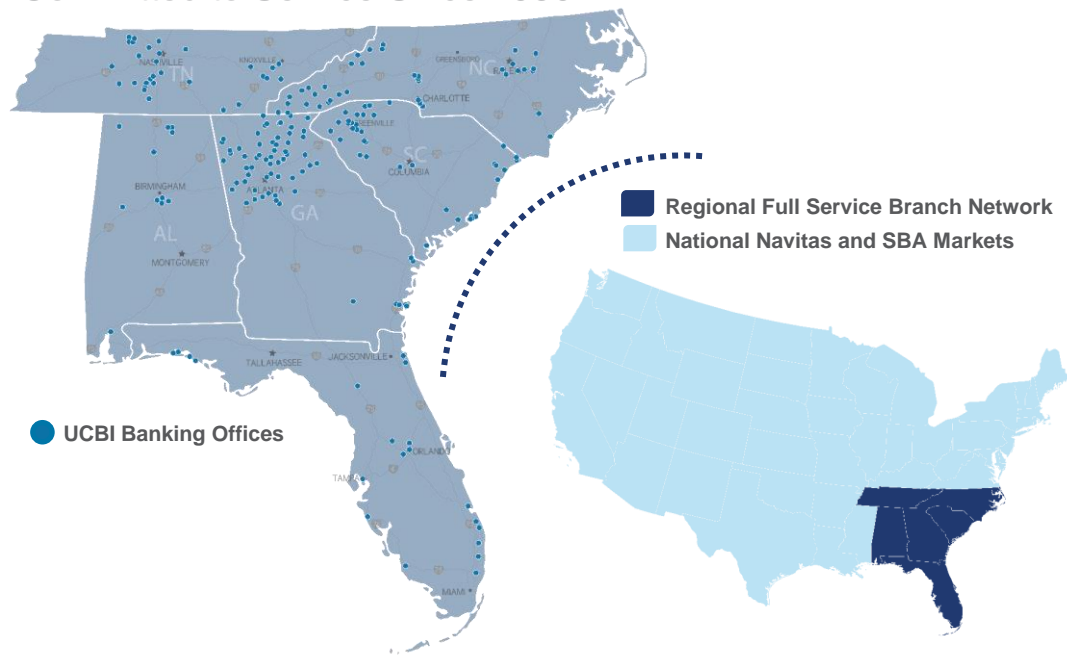 NASHVILLE
KNOXVILLE
GREENSBORO
TN
NC
CHARLOTTE
GREENVILLE
SC
COLUMBIA
ATLANTA
BIRMINGHAM
GA
AL
MONTGOMERY
TALLAHASSEE
JACKSONVILLE
ORLANDO
TAMPA
MIAMI
UCBI Banking Offices
Regional Full Service Branch Network
National Navitas and SBA Markets